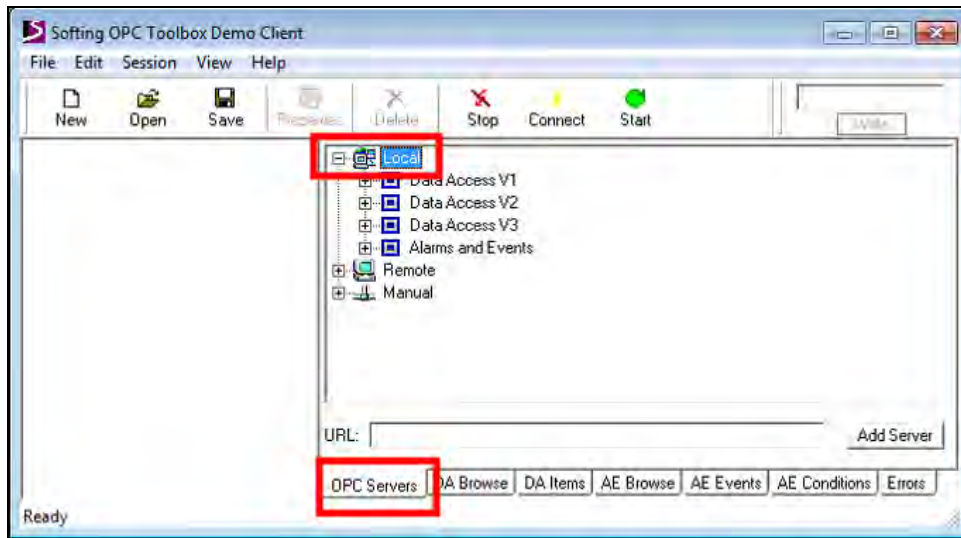 Softing OPC Toolbox Demo Client
File Edit Session View Help
New Open Save Properties Delete Stop Connect Start Write
Local
Data Access V1
Data Access V2
Data Access V3
Alarms and Events
Remote
Manual
URL: Add Server
OPC Servers DA Browse DA Items AE Browse AE Events AE Conditions Errors
Ready